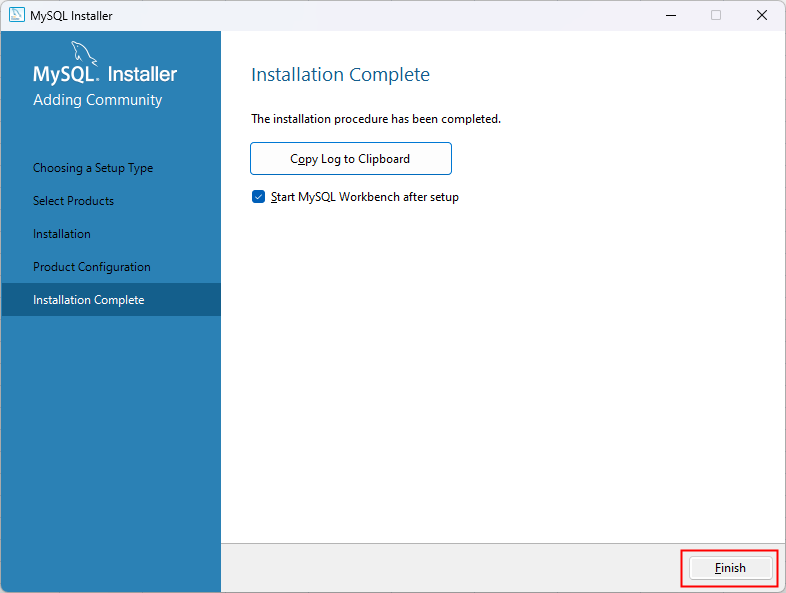 MySQL Installer
MySQL. Installer
Adding Community
Choosing a Setup Type
Select Products
Installation
Product Configuration
Installation Complete
Installation Complete
The installation procedure has been completed.
Copy Log to Clipboard
Start MySQL Workbench after setup
Finish